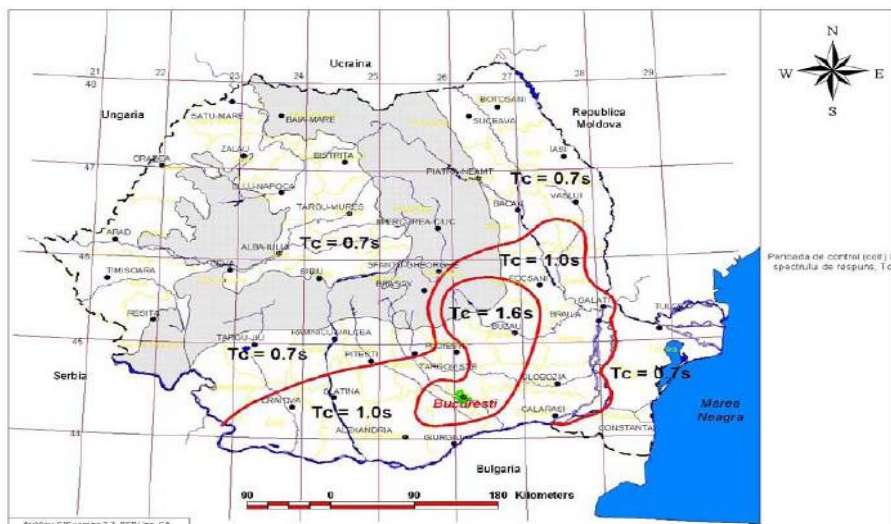 N
W E
S
Ucraina
21 22 23 24 25 26 27 28 29
48
Ungaria
Republica
Moldova
BOTOSANI
SATU-MARE
BAIA-MARE
SUCEAVA
ZALAU
BISTRITA
IASI
ORADEA
47
PIATRA-NEAMT
Tc = 0.7s
CLUJ-NAPOCA
TARGU-MURES
BACAU
VASLUI
MIERCUREA-CIUC
ARAD
Tc = 0.7s
ALBA-IULIA
Tc = 1.0s
DEVA
SIBIU
SFANTU-GHEORGHE
FOCSANI
TIMISOARA
BRASOV
GALATI
TULCEA
RESITA
Tc = 1.6s
RAMNICU-VALCEA
BUZAU
BRAILA
45
TARGU-JIU
PLOIESTI
Tc = 0.7s
PITESTI
TARGOVISTE
Tc = 0.7s
Serbia
SLOBOZIA
SLATINA
Bucuresti
CRAIOVA
Tc = 1.0s
CALARASI
Marea
Neagra
ALEXANDRIA
CONSTANTA
44
GIURGIU
Bulgaria
90 0 90 180 Kilometers
Perioada de control (colt) a
spectrului de raspuns, Tc